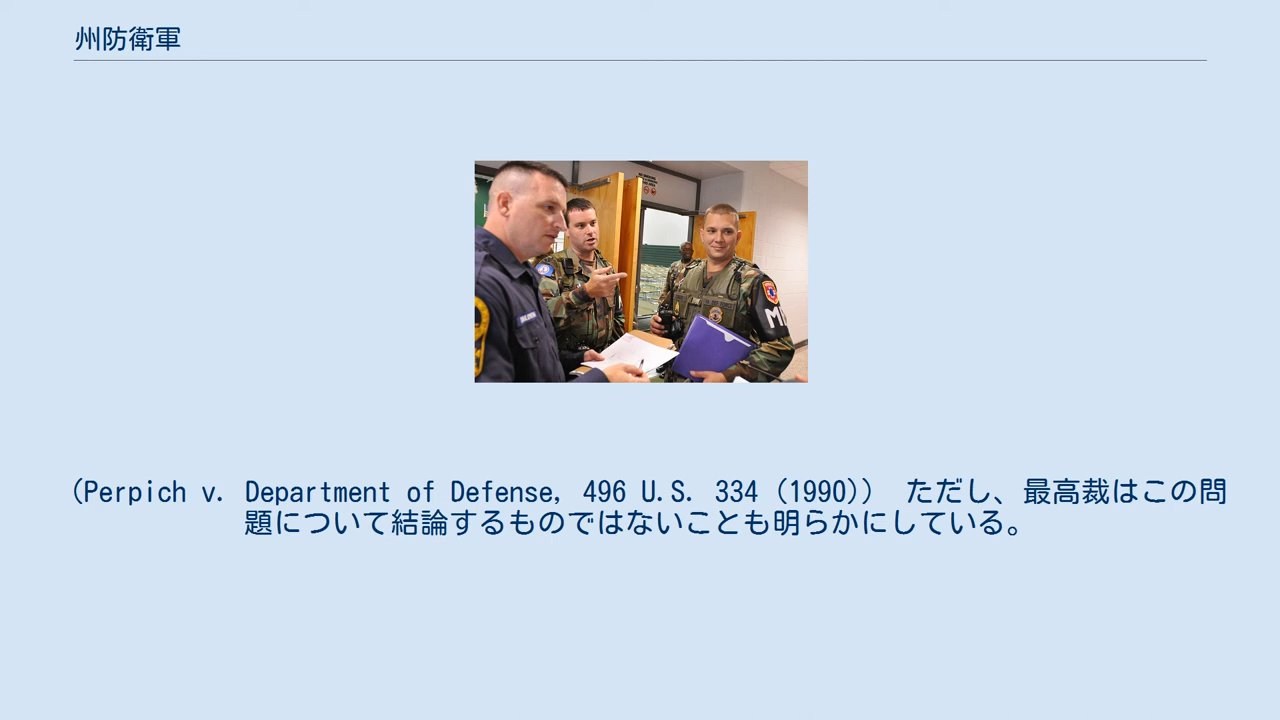 州防衛軍
M
(Perpich v. Department of Defense, 496 U.S. 334 (1990)) ただし、最高裁はこの問
題について結論するものではないことも明らかにしている。